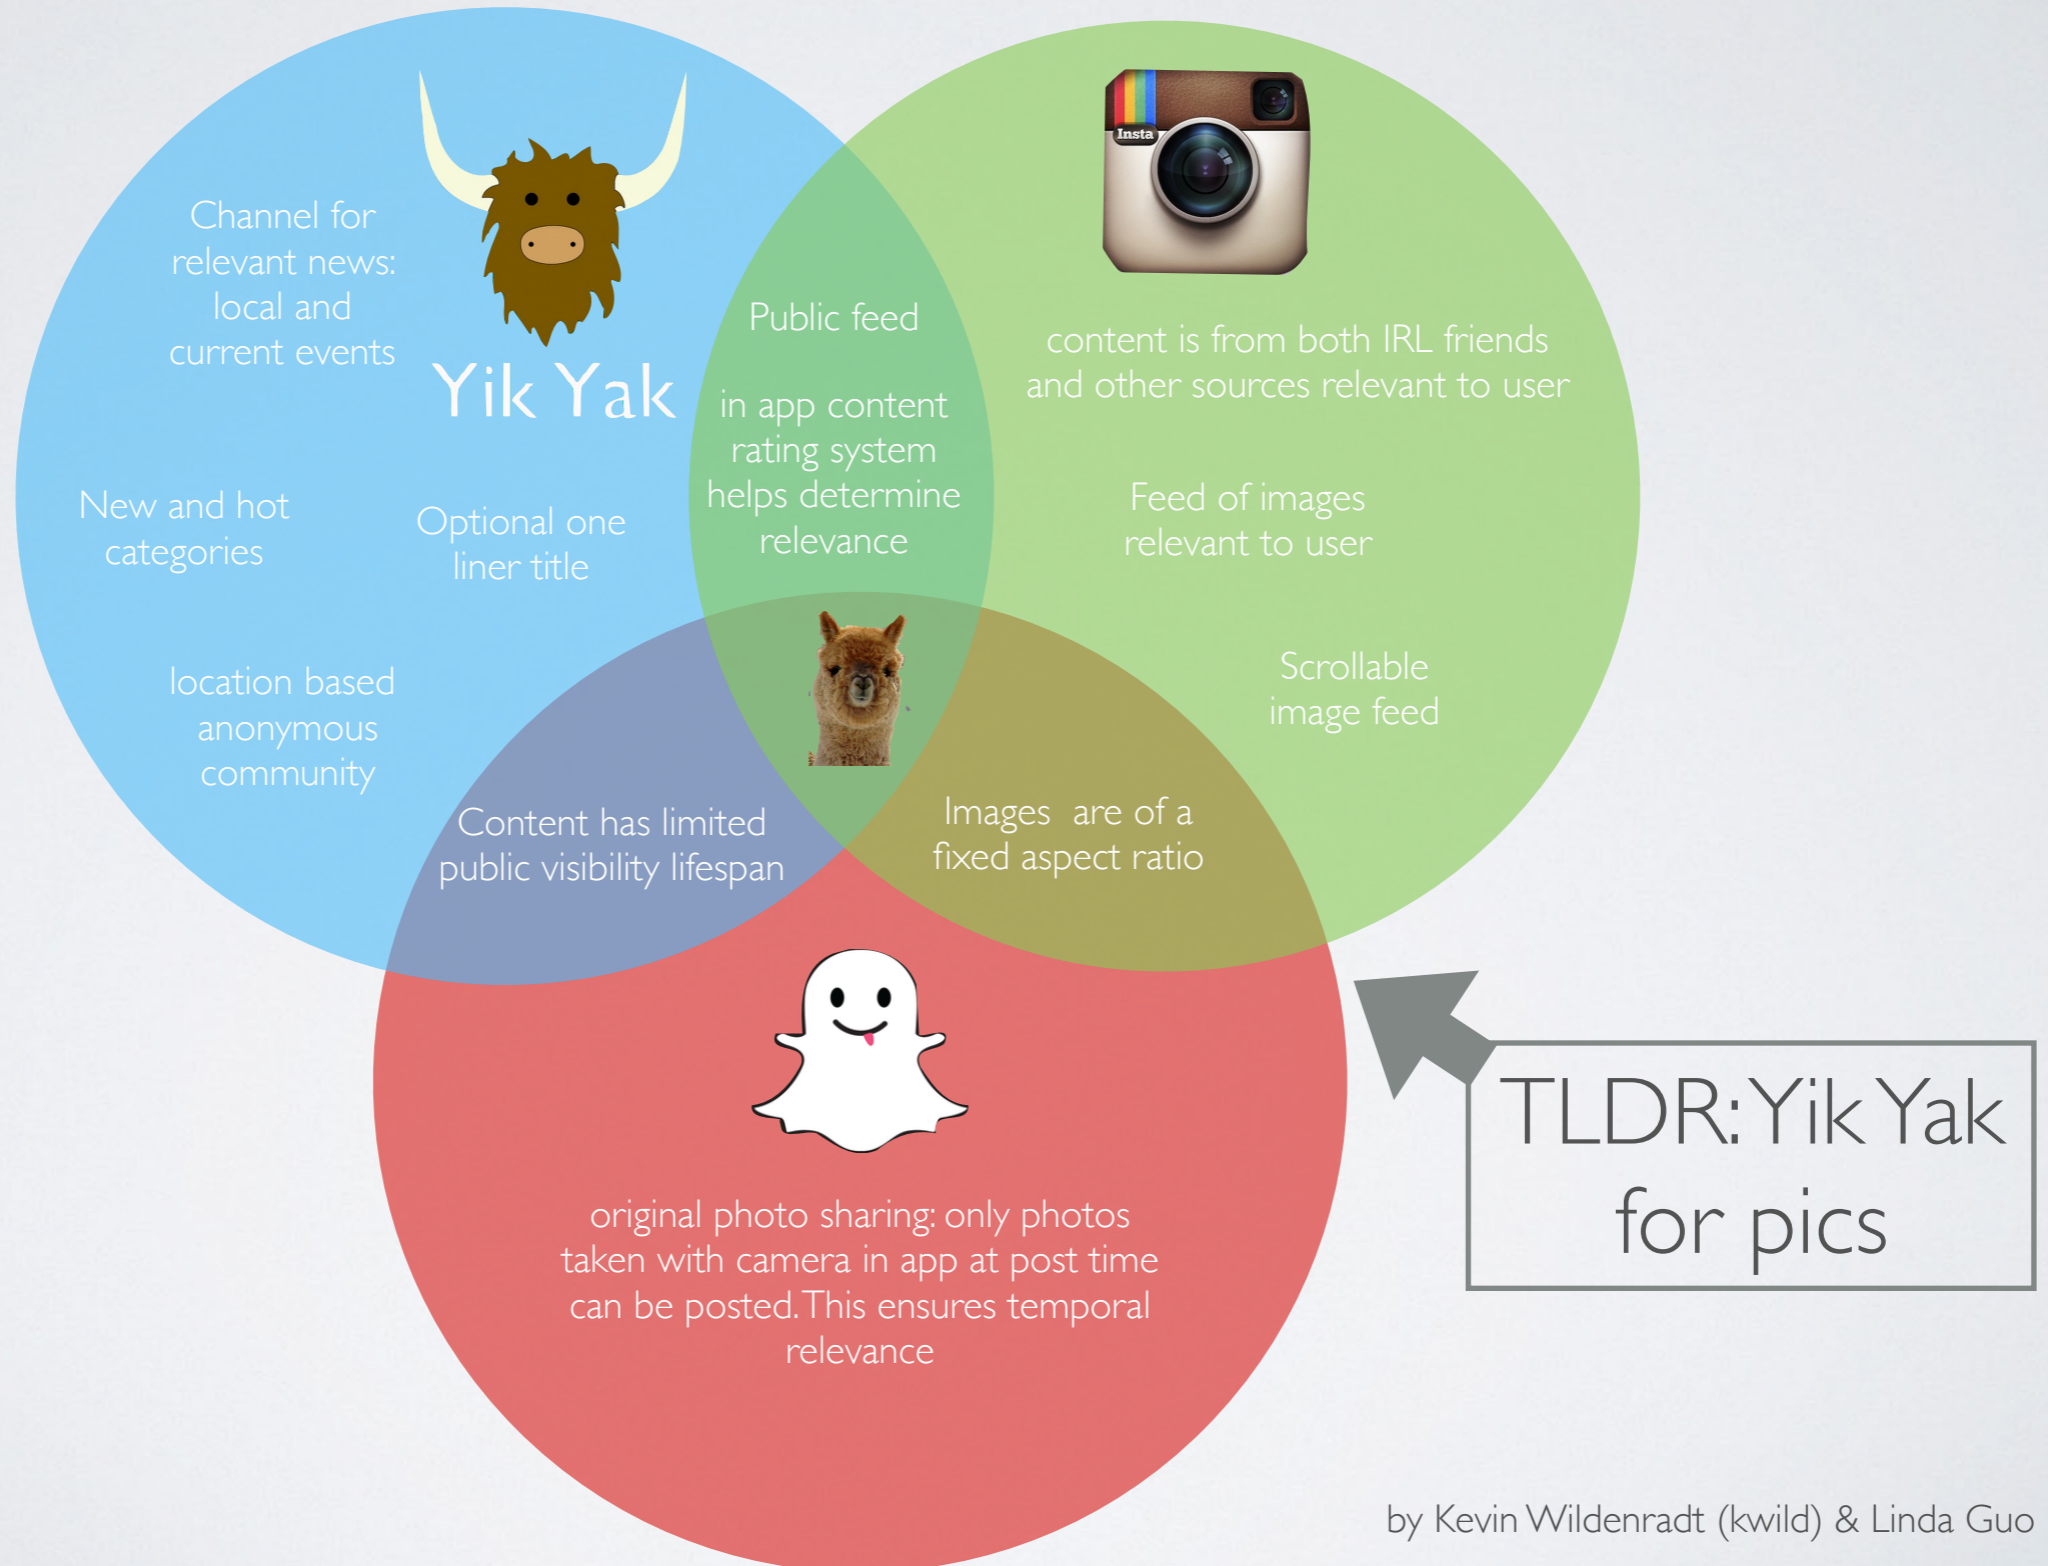 Channel for
relevant news:
local and
current events
Yik Yak
New and hot
categories
Optional one
liner title
location based
anonymous
community
Public feed
in app content
rating system
helps determine
relevance
Insta
content is from both IRL friends
and other sources relevant to user
Feed of images
relevant to user
Scrollable
image feed
Content has limited
public visibility lifespan
Images are of a
fixed aspect ratio
original photo sharing: only photos
taken with camera in app at post time
can be posted. This ensures temporal
relevance
TLDR: Yik Yak
for pics
by Kevin Wildenradt (kwild) & Linda Guo